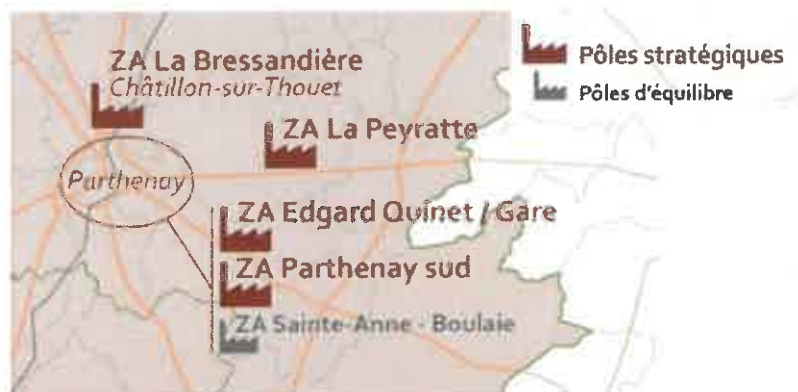 ZA La Bressandière
Châtillon-sur-Thouet
ZA La Peyratte
Parthenay
ZA Edgard Quinet / Gare
ZA Parthenay sud
ZA Sainte-Anne - Boulaie
Pôles stratégiques
Pôles d'équilibre